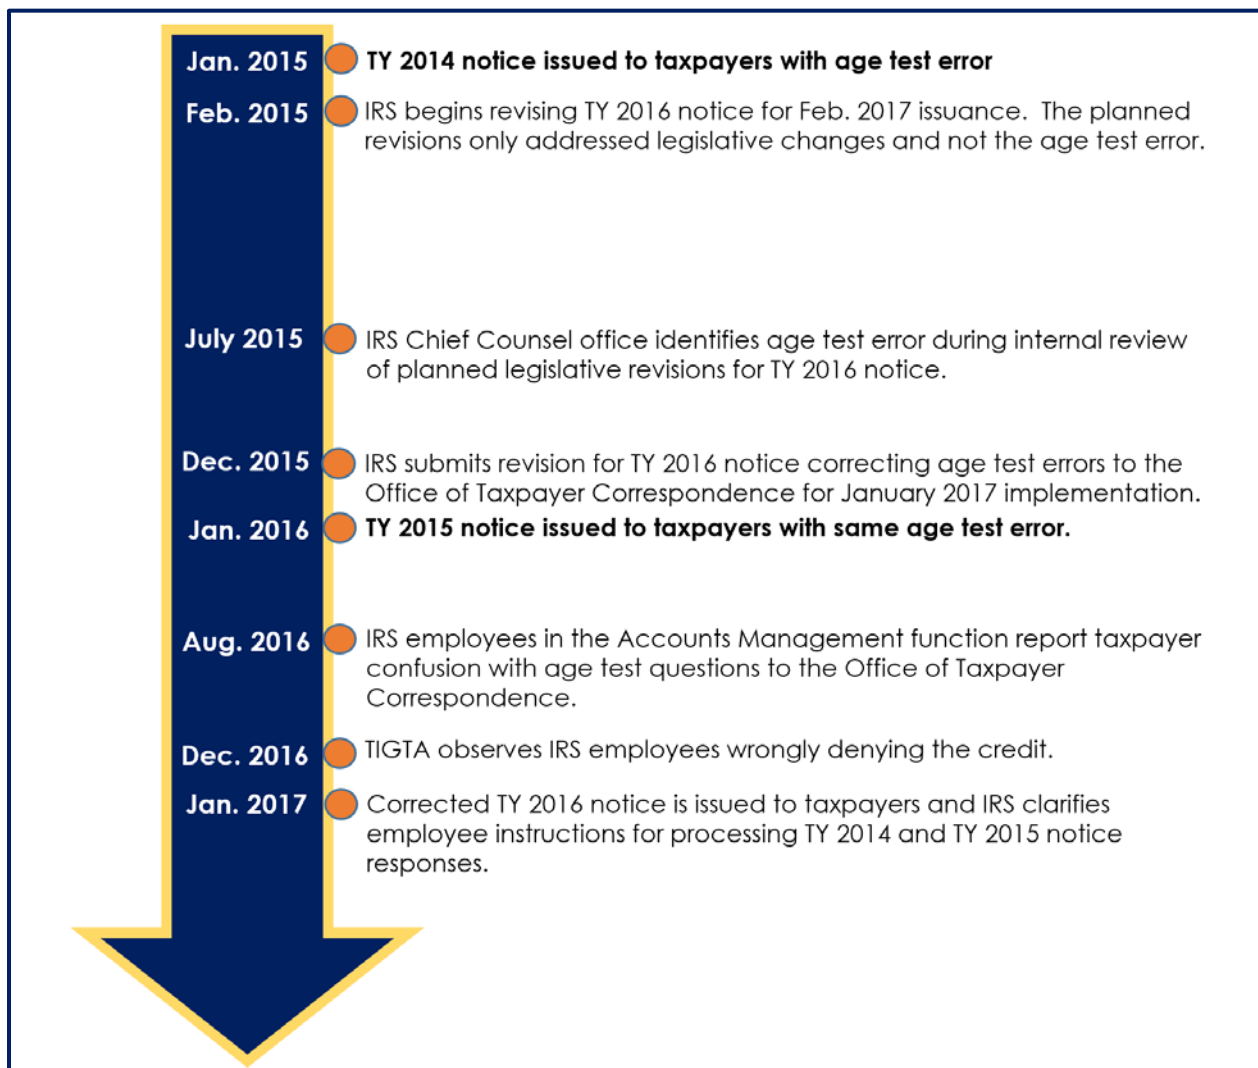 Jan. 2015 TY 2014 notice issued to taxpayers with age test error
Feb. 2015 IRS begins revising TY 2016 notice for Feb. 2017 issuance.  The planned
revisions only addressed legislative changes and not the age test error.
July 2015 IRS Chief Counsel office identifies age test error during internal review
of planned legislative revisions for TY 2016 notice.
Dec. 2015 IRS submits revision for TY 2016 notice correcting age test errors to the
Office of Taxpayer Correspondence for January 2017 implementation.
Jan. 2016 TY 2015 notice issued to taxpayers with same age test error.
Aug. 2016 IRS employees in the Accounts Management function report taxpayer
confusion with age test questions to the Office of Taxpayer
Correspondence.
Dec. 2016 TIGTA observes IRS employees wrongly denying the credit.
Jan. 2017 Corrected TY 2016 notice is issued to taxpayers and IRS clarifies
employee instructions for processing TY 2014 and TY 2015 notice
responses.